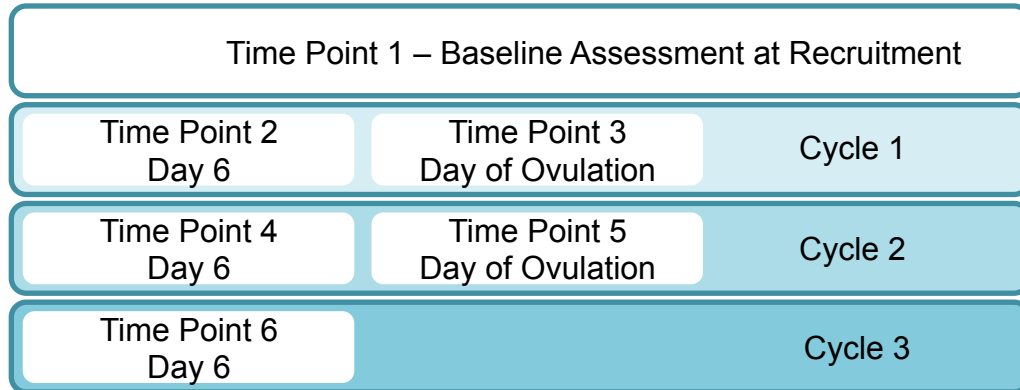 Time Point 1 – Baseline Assessment at Recruitment
Time Point 2
Day 6
Time Point 3
Day of Ovulation
Cycle 1
Time Point 4
Day 6
Time Point 5
Day of Ovulation
Cycle 2
Time Point 6
Day 6
Cycle 3